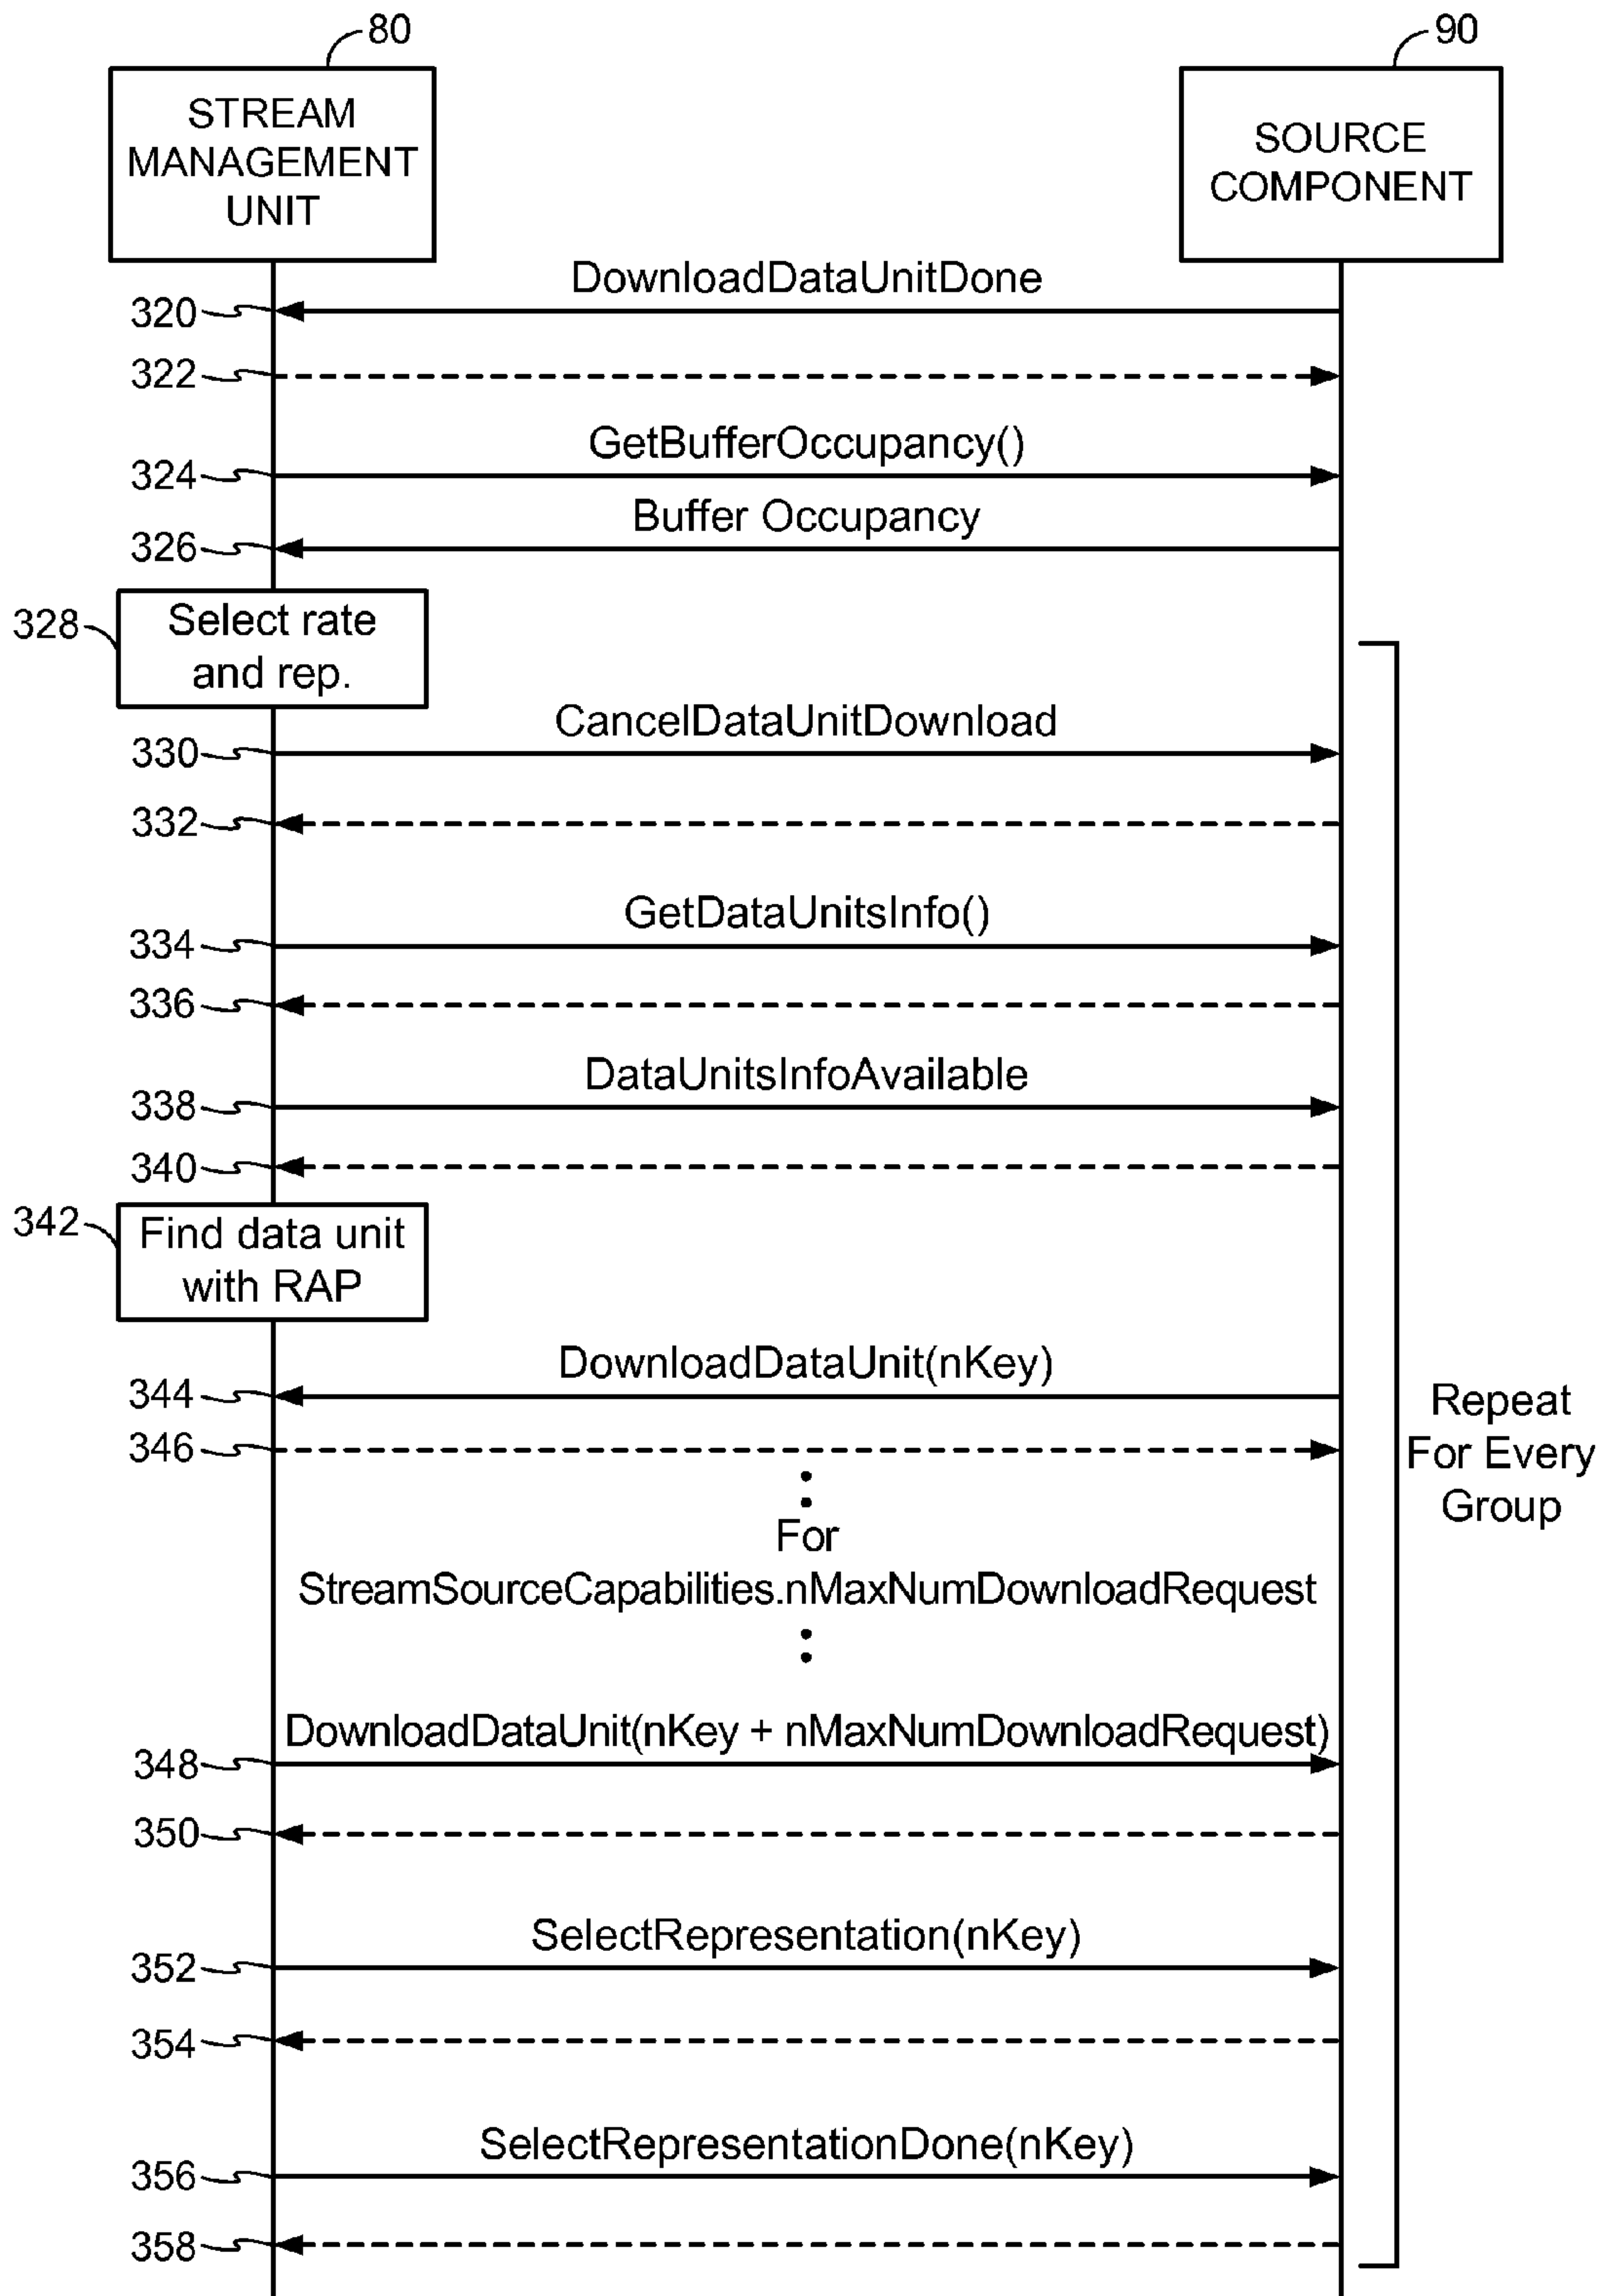 80
90
STREAM
MANAGEMENT
UNIT
SOURCE
COMPONENT
DownloadDataUnitDone
320
322
GetBufferOccupancy()
324
Buffer Occupancy
326
328
Select rate
and rep.
CancelDataUnitDownload
330
332
GetDataUnitsInfo()
334
336
DataUnitsInfoAvailable
338
340
342
Find data unit
with RAP
DownloadDataUnit(nKey)
344
346
Repeat
For Every
Group
For
StreamSourceCapabilities.nMaxNumDownloadRequest
DownloadDataUnit(nKey + nMaxNumDownloadRequest)
348
350
SelectRepresentation(nKey)
352
354
SelectRepresentationDone(nKey)
356
358